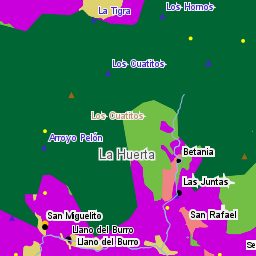 La Tigra
Los Hornos
Los Cuatitos
Los Cuatitos
Arroyo Pelón
La Huerta
Betania
Las Juntas
San Miguelito
San Rafael
Llano del Burro
Llano del Burro
Se